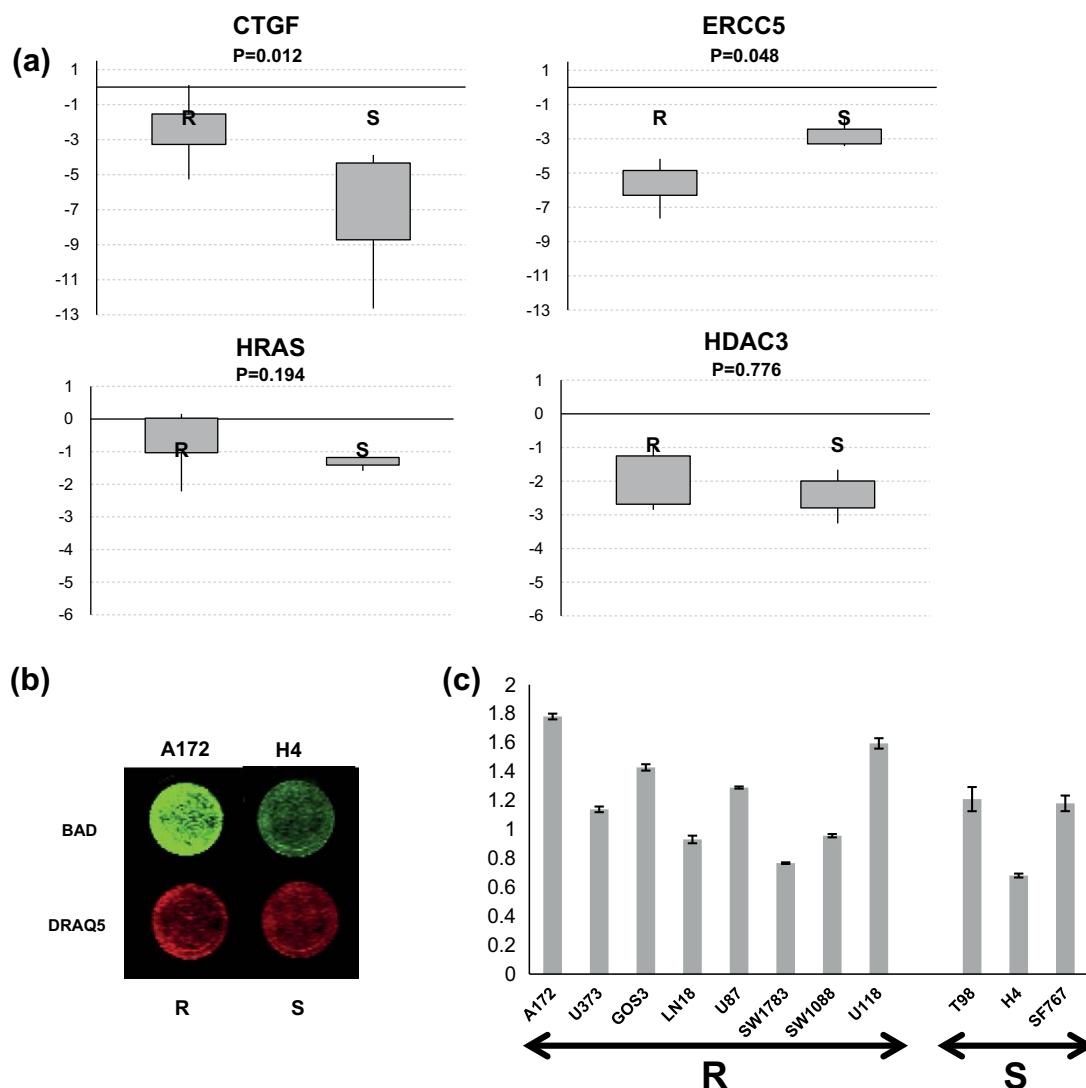 (a)
CTGF
P=0.012
1
-1
-3
-5
-7
-9
-11
-13
R
S
ERCC5
P=0.048
1
-1
-3
-5
-7
-9
-11
-13
R
S
HRAS
P=0.194
1
0
-1
-2
-3
-4
-5
-6
R
S
HDAC3
P=0.776
1
0
-1
-2
-3
-4
-5
-6
R
S
(b)
A172 H4
BAD
DRAQ5
R S
(c)
2
1.8
1.6
1.4
1.2
1
0.8
0.6
0.4
0.2
0
A172
U373
GOS3
LN18
U87
SW1783
SW1088
U118
T98
H4
SF767
R S